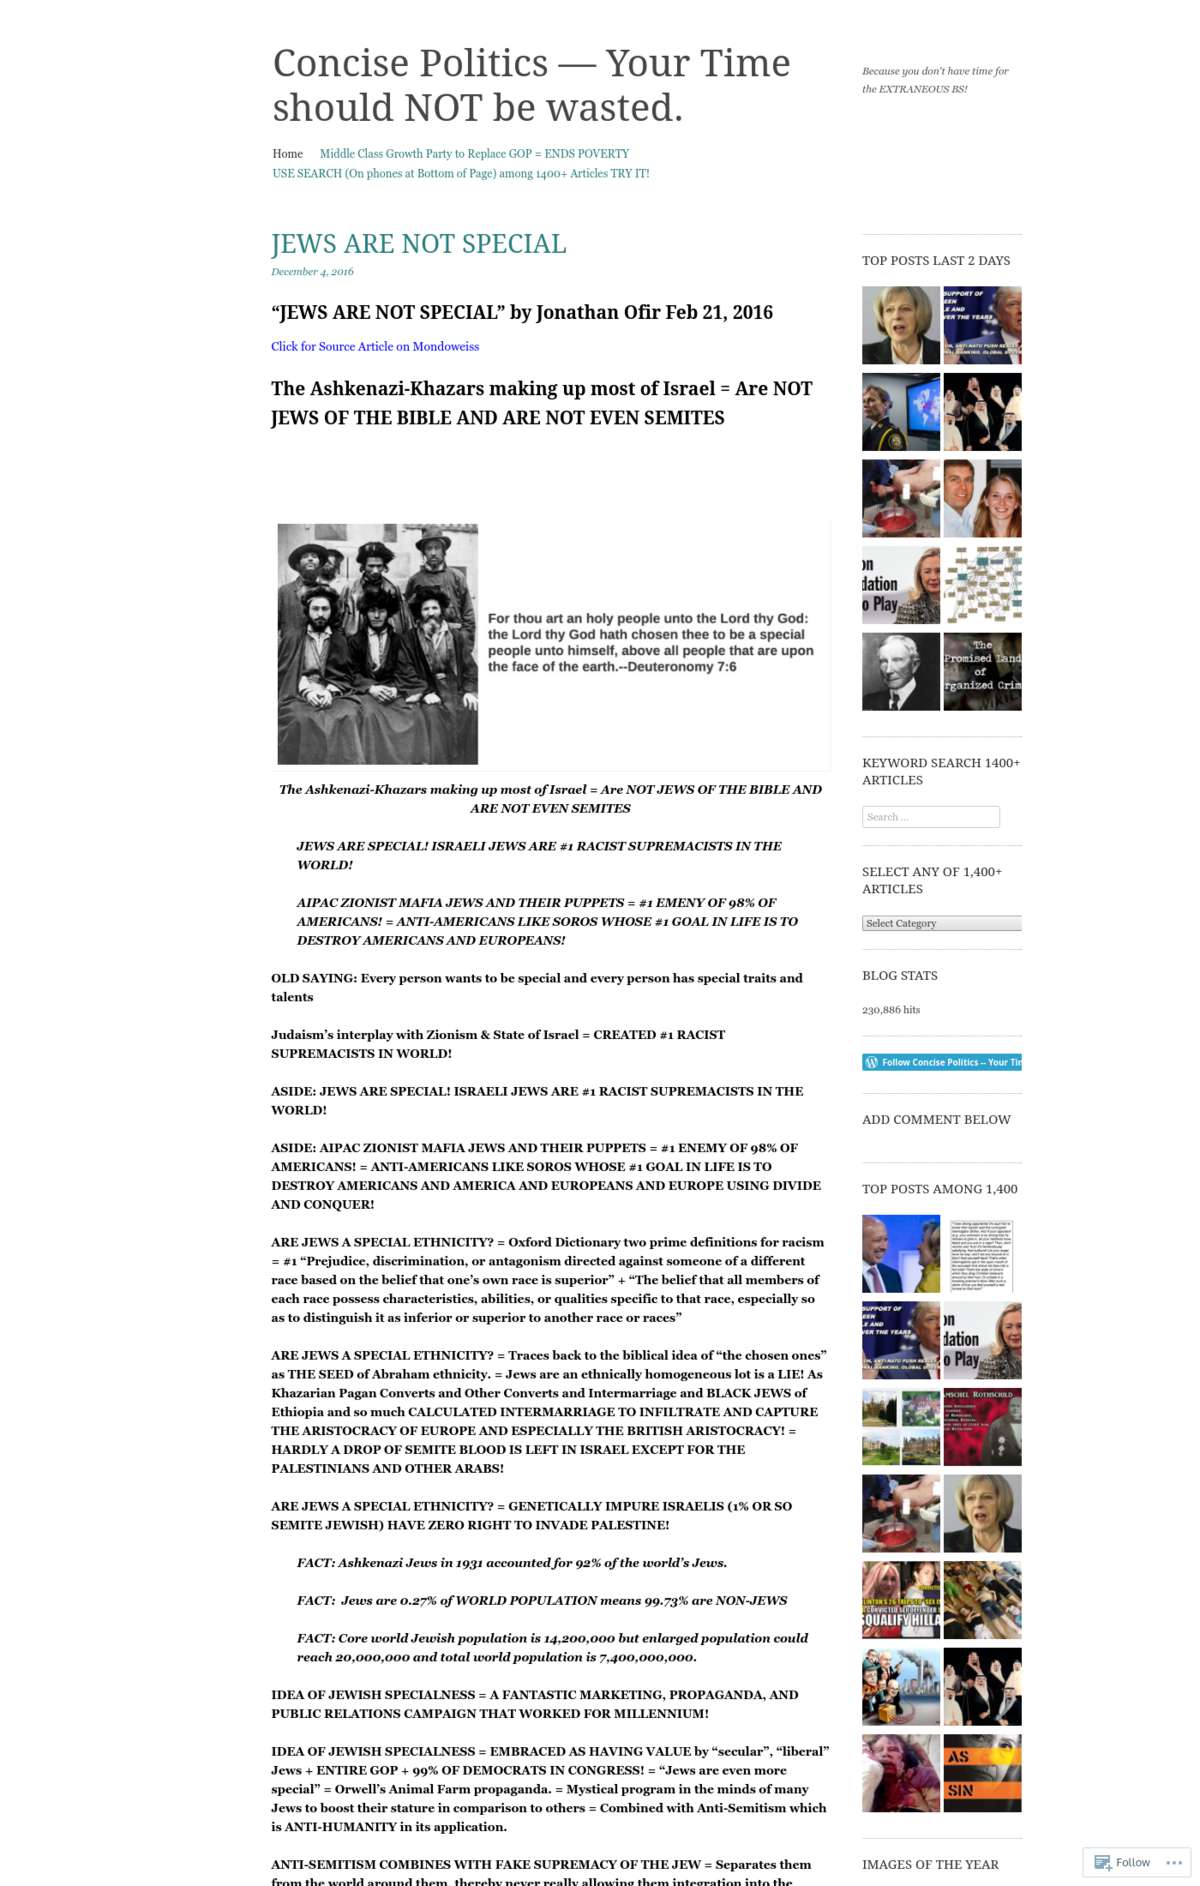 Concise Politics — Your Time
should NOT be wasted.
Because you don't have time for
the EXTRANEOUS BS!
Home Middle Class Growth Party to Replace GOP = ENDS POVERTY
USE SEARCH (On phones at Bottom of Page) among 1400+ Articles TRY IT!
JEWS ARE NOT SPECIAL
December 4, 2016
“JEWS ARE NOT SPECIAL” by Jonathan Ofir Feb 21, 2016
Click for Source Article on Mondoweiss
The Ashkenazi-Khazars making up most of Israel = Are NOT
JEWS OF THE BIBLE AND ARE NOT EVEN SEMITES
For thou art an holy people unto the Lord thy God:
the Lord thy God hath chosen thee to be a special
people unto himself, above all people that are upon
the face of the earth.--Deuteronomy 7:6
The Ashkenazi-Khazars making up most of Israel = Are NOT JEWS OF THE BIBLE AND
ARE NOT EVEN SEMITES
JEWS ARE SPECIAL! ISRAELI JEWS ARE #1 RACIST SUPREMACISTS IN THE
WORLD!
AIPAC ZIONIST MAFIA JEWS AND THEIR PUPPETS = #1 EMENY OF 98% OF
AMERICANS! = ANTI-AMERICANS LIKE SOROS WHOSE #1 GOAL IN LIFE IS TO
DESTROY AMERICANS AND EUROPEANS!
OLD SAYING: Every person wants to be special and every person has special traits and
talents
Judaism’s interplay with Zionism & State of Israel = CREATED #1 RACIST
SUPREMACISTS IN WORLD!
ASIDE: JEWS ARE SPECIAL! ISRAELI JEWS ARE #1 RACIST SUPREMACISTS IN THE
WORLD!
ASIDE: AIPAC ZIONIST MAFIA JEWS AND THEIR PUPPETS = #1 ENEMY OF 98% OF
AMERICANS! = ANTI-AMERICANS LIKE SOROS WHOSE #1 GOAL IN LIFE IS TO
DESTROY AMERICANS AND AMERICA AND EUROPEANS AND EUROPE USING DIVIDE
AND CONQUER!
ARE JEWS A SPECIAL ETHNICITY? = Oxford Dictionary two prime definitions for racism
= #1 “Prejudice, discrimination, or antagonism directed against someone of a different
race based on the belief that one’s own race is superior” + “The belief that all members of
each race possess characteristics, abilities, or qualities specific to that race, especially so
as to distinguish it as inferior or superior to another race or races”
ARE JEWS A SPECIAL ETHNICITY? = Traces back to the biblical idea of “the chosen ones”
as THE SEED of Abraham ethnicity. = Jews are an ethnically homogeneous lot is a LIE! As
Khazarian Pagan Converts and Other Converts and Intermarriage and BLACK JEWS of
Ethiopia and so much CALCULATED INTERMARRIAGE TO INFILTRATE AND CAPTURE
THE ARISTOCRACY OF EUROPE AND ESPECIALLY THE BRITISH ARISTOCRACY! =
HARDLY A DROP OF SEMITE BLOOD IS LEFT IN ISRAEL EXCEPT FOR THE
PALESTINIANS AND OTHER ARABS!
ARE JEWS A SPECIAL ETHNICITY? = GENETICALLY IMPURE ISRAELIS (1% OR SO
SEMITE JEWISH) HAVE ZERO RIGHT TO INVADE PALESTINE!
FACT: Ashkenazi Jews in 1931 accounted for 92% of the world’s Jews.
FACT: Jews are 0.27% of WORLD POPULATION means 99.73% are NON-JEWS
FACT: Core world Jewish population is 14,200,000 but enlarged population could
reach 20,000,000 and total world population is 7,400,000,000.
IDEA OF JEWISH SPECIALNESS = A FANTASTIC MARKETING, PROPAGANDA, AND
PUBLIC RELATIONS CAMPAIGN THAT WORKED FOR MILLENNIUM!
IDEA OF JEWISH SPECIALNESS = EMBRACED AS HAVING VALUE by “secular”, “liberal”
Jews + ENTIRE GOP + 99% OF DEMOCRATS IN CONGRESS! = “Jews are even more
special” = Orwell’s Animal Farm propaganda. = Mystical program in the minds of many
Jews to boost their stature in comparison to others = Combined with Anti-Semitism which
is ANTI-HUMANITY in its application.
ANTI-SEMITISM COMBINES WITH FAKE SUPREMACY OF THE JEW = Separates them
from the world around them, thereby never really allowing them integration into the
TOP POSTS LAST 2 DAYS
SUPPORT OF
EEN
E AND
VER THE YEARS
on
dation
o Play
The
Promised Land
of
rganized Crim
KEYWORD SEARCH 1400+
ARTICLES
Search ...
SELECT ANY OF 1,400+
ARTICLES
Select Category
BLOG STATS
230,886 hits
Follow Concise Politics -- Your Tim
ADD COMMENT BELOW
TOP POSTS AMONG 1,400
SUPPORT OF
EEN
E AND
VER THE YEARS
on
dation
o Play
MSCHEL ROTHSCHILD
SQUALIFY HILLA
AS
SIN
IMAGES OF THE YEAR
Follow